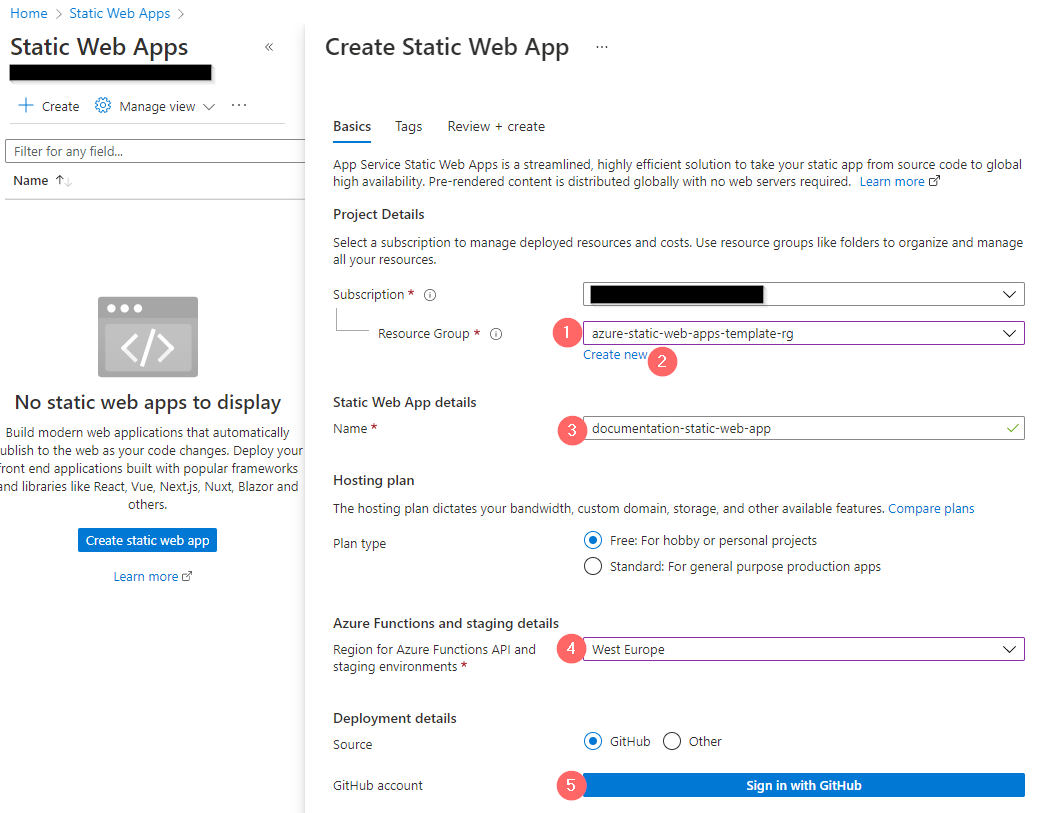 Home > Static Web Apps >
Static Web Apps «
Create Static Web App ...
+ Create Manage view ...
Filter for any field...
Name ↑↓
No static web apps to display
Build modern web applications that automatically
ublish to the web as your code changes. Deploy your
ront end applications built with popular frameworks
and libraries like React, Vue, Next.js, Nuxt, Blazor and
others.
Create static web app
Learn more
Basics Tags Review + create
App Service Static Web Apps is a streamlined, highly efficient solution to take your static app from source code to global
high availability. Pre-rendered content is distributed globally with no web servers required. Learn more
Project Details
Select a subscription to manage deployed resources and costs. Use resource groups like folders to organize and manage
all your resources.
Subscription *
Resource Group * 1 azure-static-web-apps-template-rg
Create new 2
Static Web App details
Name * 3 documentation-static-web-app
Hosting plan
The hosting plan dictates your bandwidth, custom domain, storage, and other available features. Compare plans
Plan type Free: For hobby or personal projects
Standard: For general purpose production apps
Azure Functions and staging details
Region for Azure Functions API and 4 West Europe
staging environments *
Deployment details
Source GitHub Other
GitHub account 5 Sign in with GitHub